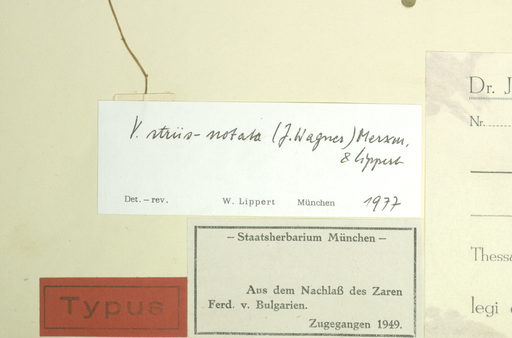 V. striis-notata (J. Wagner) Merxm.
& Lippert
Det. – rev. W. Lippert München 1977
– Staatsherbarium München –
Aus dem Nachlaß des Zaren
Ferd. v. Bulgarien.
Zugegangen 1949.
Typus
Dr. J
Nr.
Thessa
legi